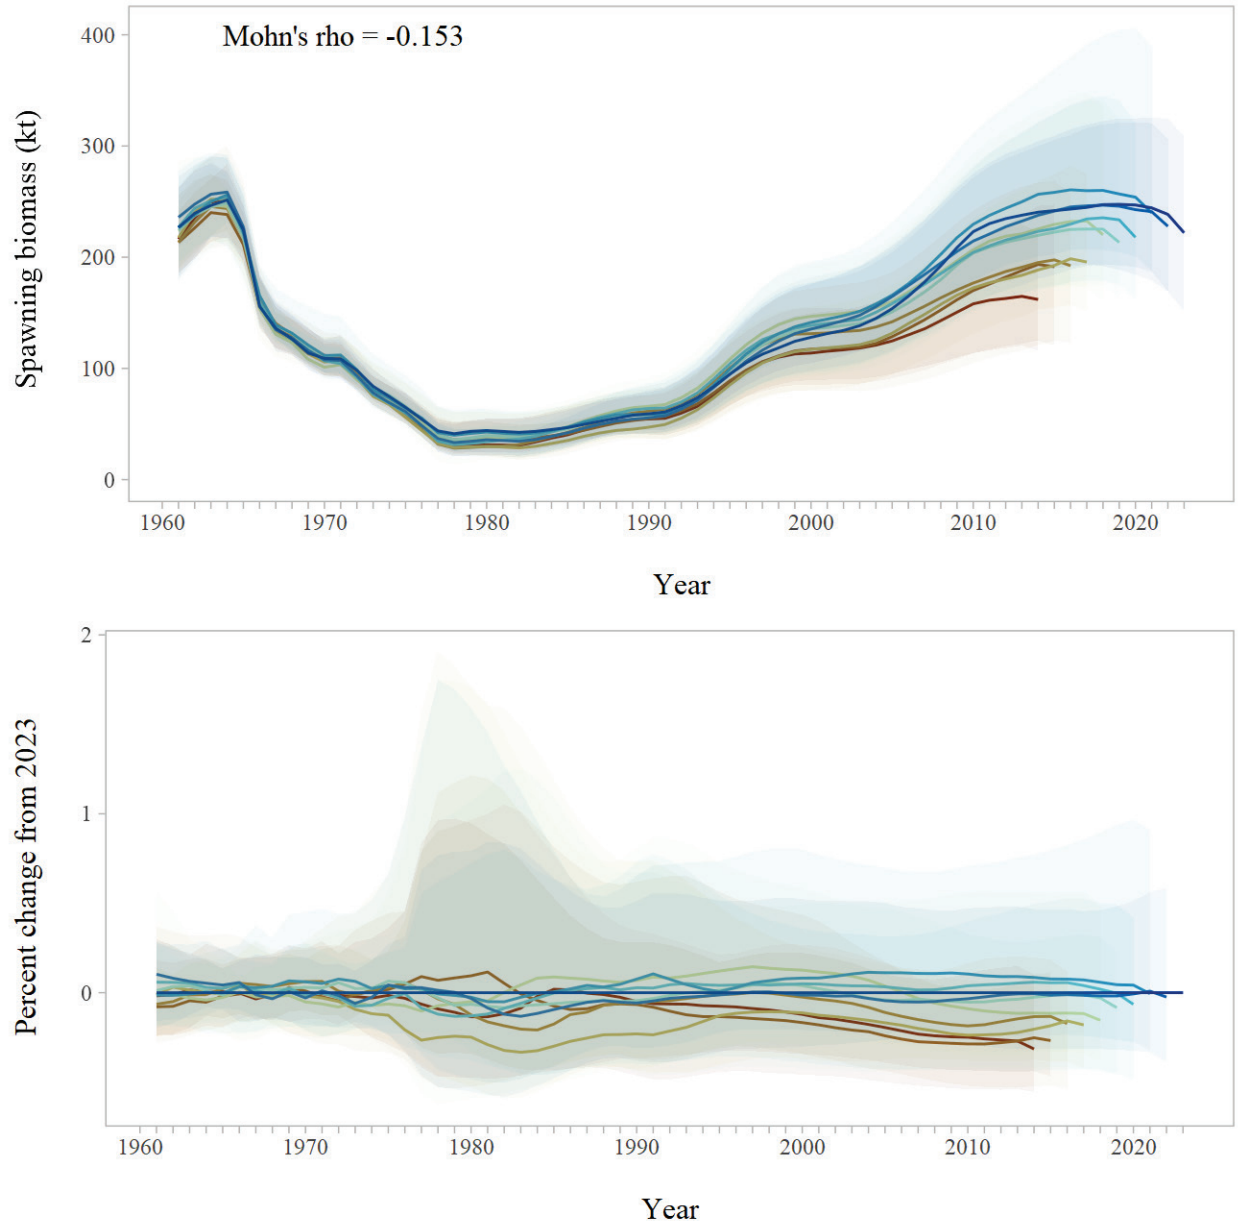 Mohn's rho = -0.153
Spawning biomass (kt)
400
300
200
100
0
1960 1970 1980 1990 2000 2010 2020
Year
Percent change from 2023
2
1
0
1960 1970 1980 1990 2000 2010 2020
Year